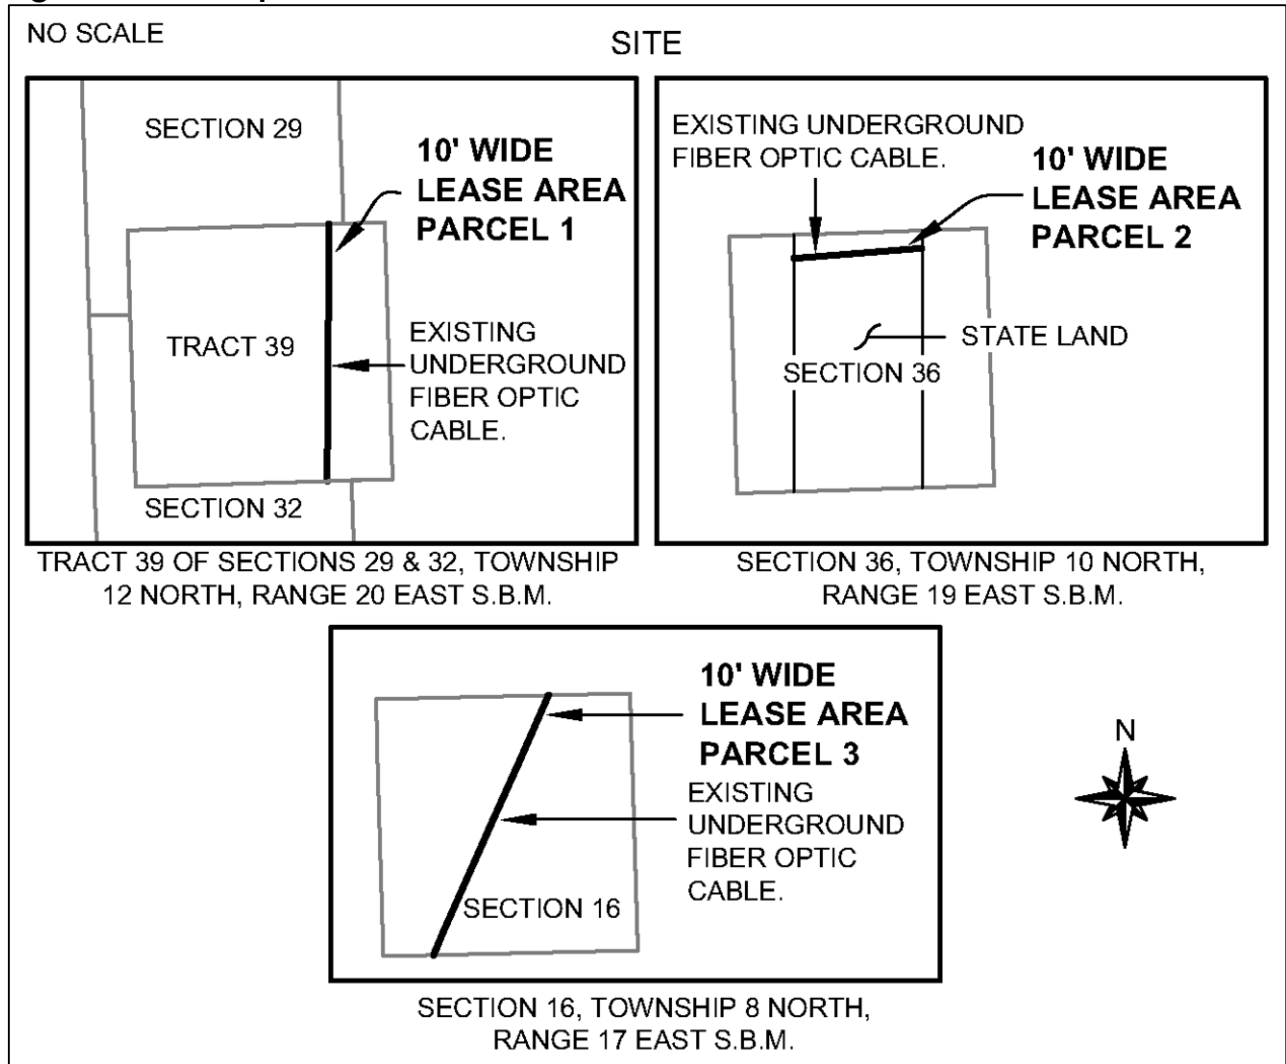 NO SCALE
SITE
SECTION 29
10' WIDE
LEASE AREA
PARCEL 1
TRACT 39
EXISTING
UNDERGROUND
FIBER OPTIC
CABLE.
SECTION 32
TRACT 39 OF SECTIONS 29 & 32, TOWNSHIP
12 NORTH, RANGE 20 EAST S.B.M.
EXISTING UNDERGROUND
FIBER OPTIC CABLE.
10' WIDE
LEASE AREA
PARCEL 2
STATE LAND
SECTION 36
SECTION 36, TOWNSHIP 10 NORTH,
RANGE 19 EAST S.B.M.
10' WIDE
LEASE AREA
PARCEL 3
EXISTING
UNDERGROUND
FIBER OPTIC
CABLE.
SECTION 16
SECTION 16, TOWNSHIP 8 NORTH,
RANGE 17 EAST S.B.M.
N